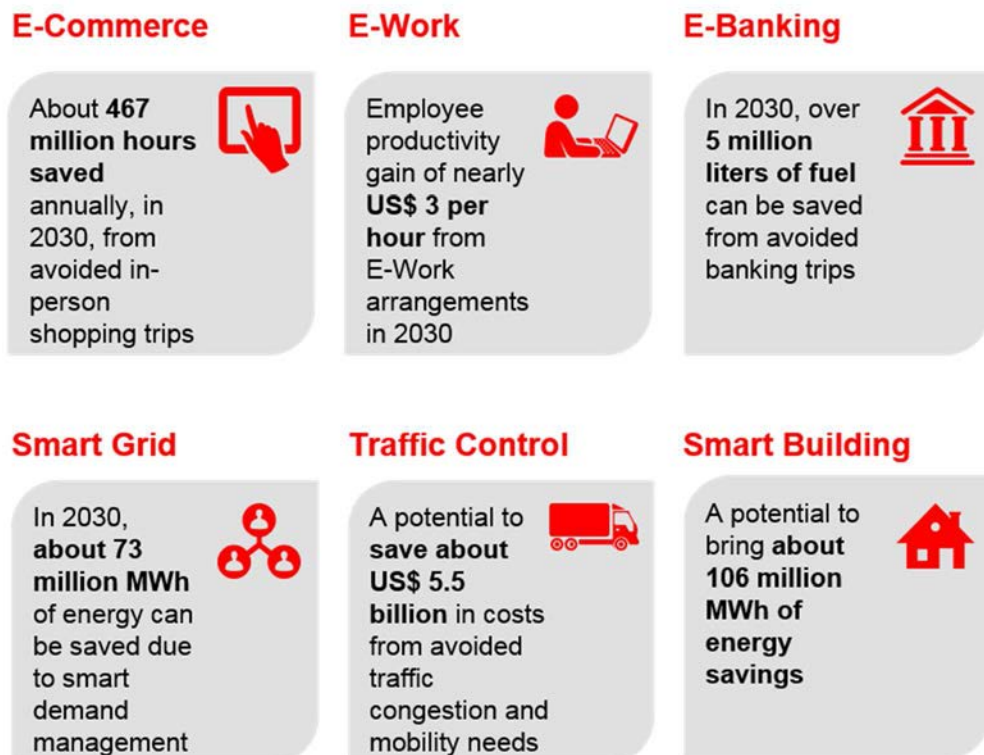 E-Commerce
About 467
million hours
saved
annually, in
2030, from
avoided in-
person
shopping trips
E-Work
Employee
productivity
gain of nearly
US$ 3 per
hour from
E-Work
arrangements
in 2030
E-Banking
In 2030, over
5 million
liters of fuel
can be saved
from avoided
banking trips
Smart Grid
In 2030,
about 73
million MWh
of energy can
be saved due
to smart
demand
management
Traffic Control
A potential to
save about
US$ 5.5
billion in costs
from avoided
traffic
congestion and
mobility needs
Smart Building
A potential to
bring about
106 million
MWh of
energy
savings